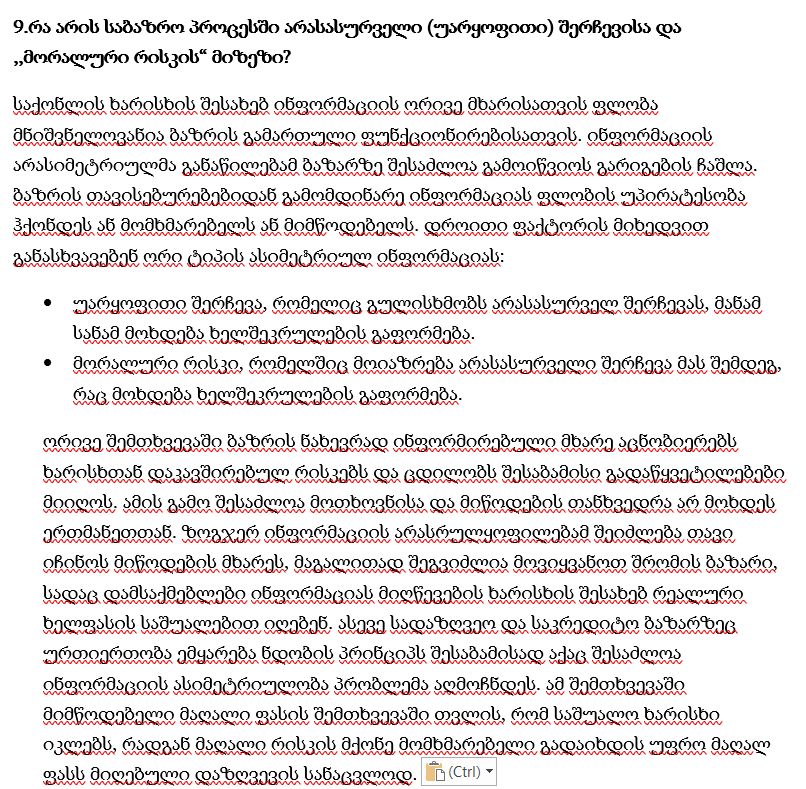 9.რა არის საბაზრო პროცესში არასასურველი (უარყოფითი) შერჩევისა და
,,მორალური რისკის“ მიზეზი?
საქონლის ხარისხის შესახებ ინფორმაციის ორივე მხარისათვის ფლობა
მნიშვნელოვანია ბაზრის გამართული ფუნქციონირებისათვის. ინფორმაციის
არასიმეტრიულმა განაწილებამ ბაზარზე შესაძლოა გამოიწვიოს გარიგების ჩაშლა.
ბაზრის თავისებურებებიდან გამომდინარე ინფორმაციას ფლობის უპირატესობა
ჰქონდეს ან მომხმარებელს ან მიმწოდებელს. დროითი ფაქტორის მიხედვით
განასხვავებენ ორი ტიპის ასიმეტრიულ ინფორმაციას:
• უარყოფითი შერჩევა, რომელიც გულისხმობს არასასურველ შერჩევას, მანამ
სანამ მოხდება ხელშეკრულების გაფორმება.
• მორალური რისკი, რომელშიც მოიაზრება არასასურველი შერჩევა მას შემდეგ,
რაც მოხდება ხელშეკრულების გაფორმება.
ორივე შემთხვევაში ბაზრის ნახევრად ინფორმირებული მხარე აცნობიერებს
ხარისხთან დაკავშირებულ რისკებს და ცდილობს შესაბამისი გადაწყვეტილებები
მიიღოს. ამის გამო შესაძლოა მოთხოვნისა და მიწოდების თანხვედრა არ მოხდეს
ერთმანეთთან. ზოგჯერ ინფორმაციის არასრულყოფილებამ შეიძლება თავი
იჩინოს მიწოდების მხარეს, მაგალითად შეგვიძლია მოვიყვანოთ შრომის ბაზარი,
სადაც დამსაქმებლები ინფორმაციას მიღწევების ხარისხის შესახებ რეალური
ხელფასის საშუალებით იღებენ. ასევე სადაზღვეო და საკრედიტო ბაზარზეც
ურთიერთობა ემყარება ნდობის პრინციპს შესაბამისად აქაც შესაძლოა
ინფორმაციის ასიმეტრიულობა პრობლემა აღმოჩნდეს. ამ შემთხვევაში
მიმწოდებელი მაღალი ფასის შემთხვევაში თვლის, რომ საშუალო ხარისხი
იკლებს, რადგან მაღალი რისკის მქონე მომხმარებელი გადაიხდის უფრო მაღალ
ფასს მიღებული დაზღვევის სანაცვლოდ. (Ctrl)